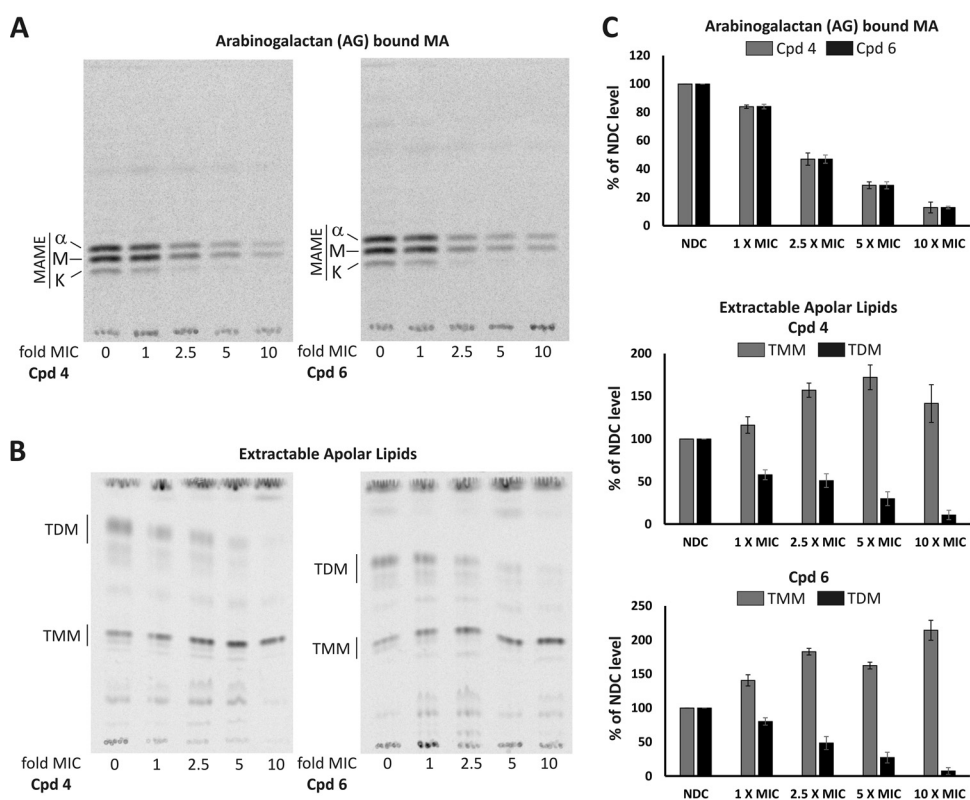 A
Arabinogalactan (AG) bound MA
MAME
α
M
K
fold MIC 0 1 2.5 5 10
Cpd 4
MAME
α
M
K
fold MIC 0 1 2.5 5 10
Cpd 6
B
Extractable Apolar Lipids
TDM
TMM
fold MIC 0 1 2.5 5 10
Cpd 4
TDM
TMM
fold MIC 0 1 2.5 5 10
Cpd 6
C
Arabinogalactan (AG) bound MA
Cpd 4 Cpd 6
% of NDC level
120
100
80
60
40
20
0
NDC 1 X MIC 2.5 X MIC 5 X MIC 10 X MIC
Extractable Apolar Lipids
Cpd 4
TMM TDM
% of NDC level
200
150
100
50
0
NDC 1 X MIC 2.5 X MIC 5 X MIC 10 X MIC
Cpd 6
TMM TDM
% of NDC level
250
200
150
100
50
0
NDC 1 X MIC 2.5 X MIC 5 X MIC 10 X MIC